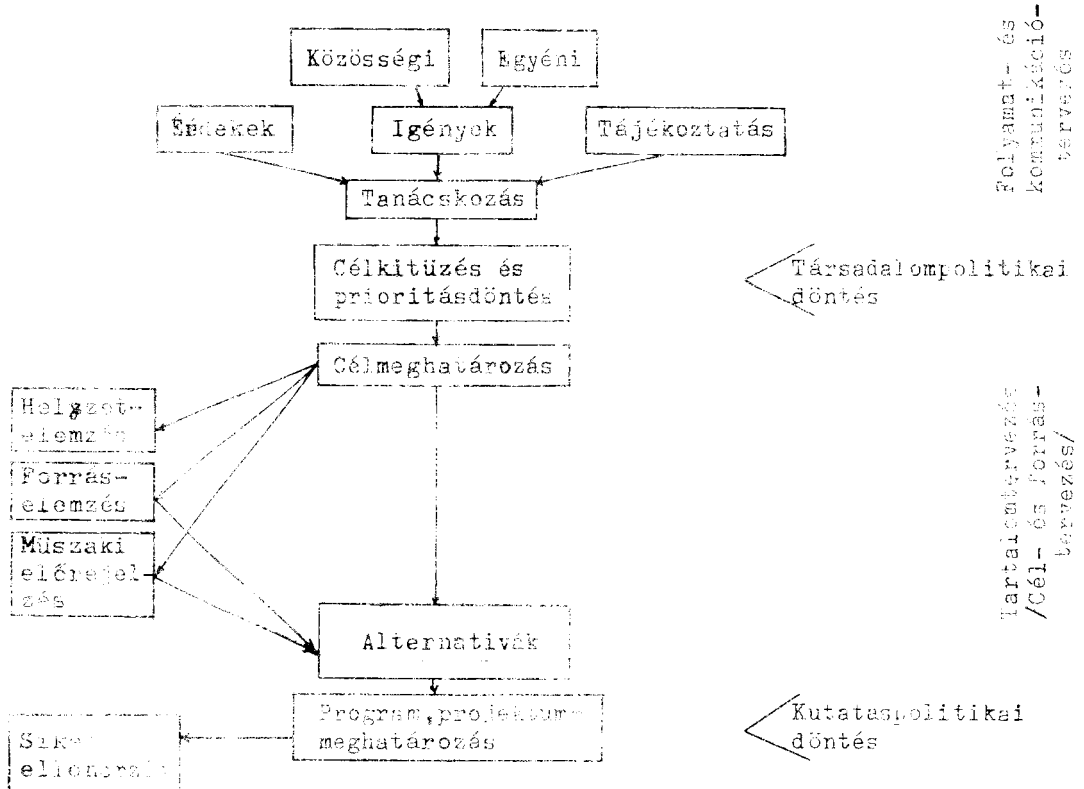 Közösségi
Egyéni
Érdekek
Igények
Tájékoztatás
Tanácskozás
Célkitüzés és
prioritásdöntés
Társadalompolitikai
döntés
Célmeghatározás
Helyzet-
elemzés
Forrás-
elemzés
Müszaki
előrejel-
zés
Alternativák
Program,projektum-
meghatározás
Kutataspolitikai
döntés
Folyamat- és
kommunikáció-
tervezés
Tartalomtervezés
/Cél- és forrás-
tervezés/